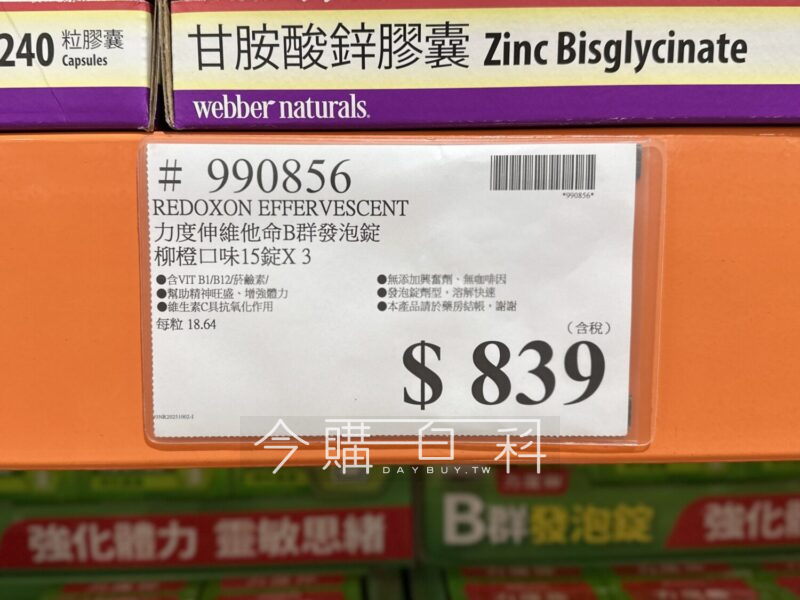 240 粒膠囊
Capsules
甘胺酸鋅膠囊 Zinc Bisglycinate
webber naturals
# 990856
*990856*
REDOXON EFFERVESCENT
力度伸維他命B群發泡錠
柳橙口味15錠X 3
●含VIT B1/B12/菸鹼素/
●幫助精神旺盛、增強體力
●維生素C具抗氧化作用
●無添加興奮劑、無咖啡因
●發泡錠劑型，溶解快速
●本產品請於藥房結帳，謝謝
每粒 18.64
(含稅)
$ 839
今購百科
DAYBUY.TW
強化體力 靈敏思緒
B群發泡錠
強化